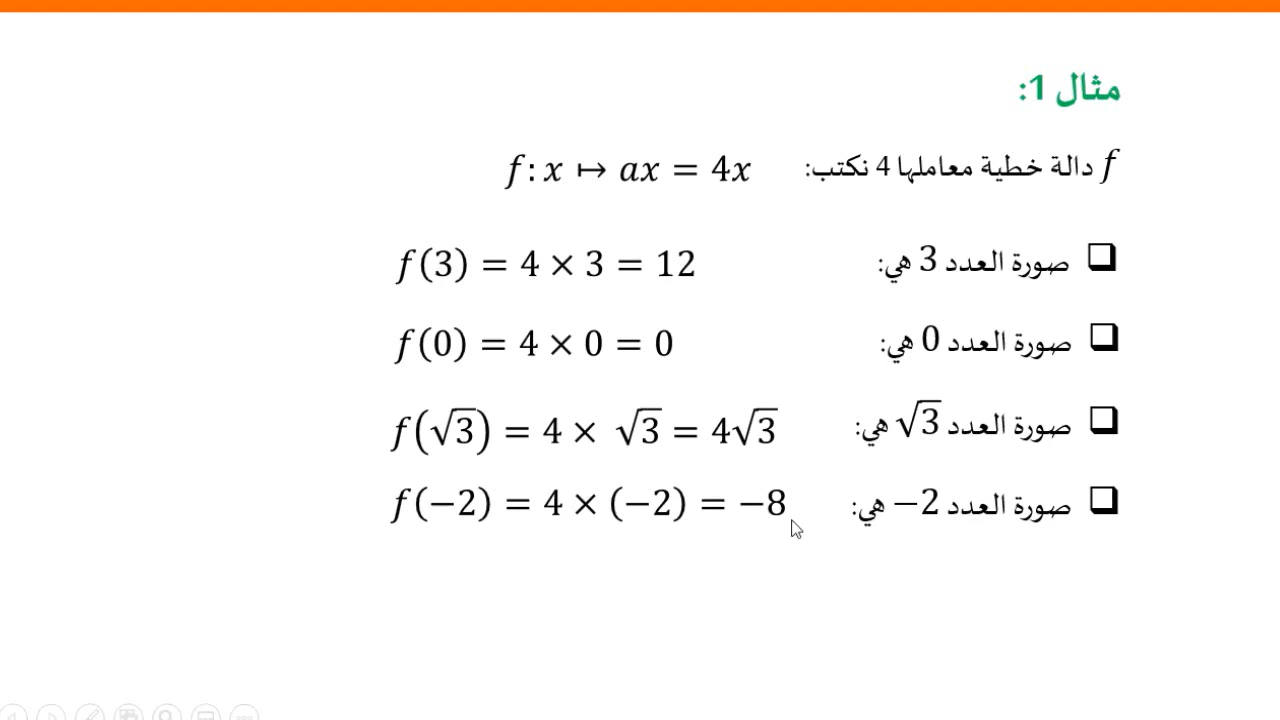 مثال 1:
f دالة خطية معاملها 4 نكتب: f: x ↦ ax = 4x
❑ صورة العدد 3 هي: f(3) = 4 × 3 = 12
❑ صورة العدد 0 هي: f(0) = 4 × 0 = 0
❑ صورة العدد √3 هي: f(√3) = 4 × √3 = 4√3
❑ صورة العدد −2 هي: f(−2) = 4 × (−2) = −8